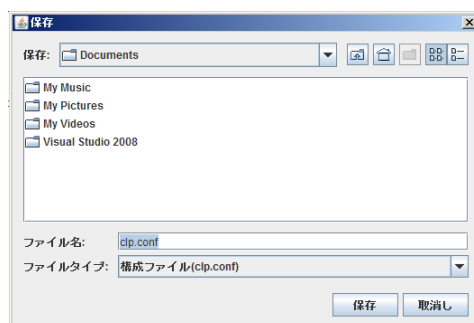 保存
保存: Documents
My Music
My Pictures
My Videos
Visual Studio 2008
ファイル名: clp.conf
ファイルタイプ: 構成ファイル(clp.conf)
保存 取消し